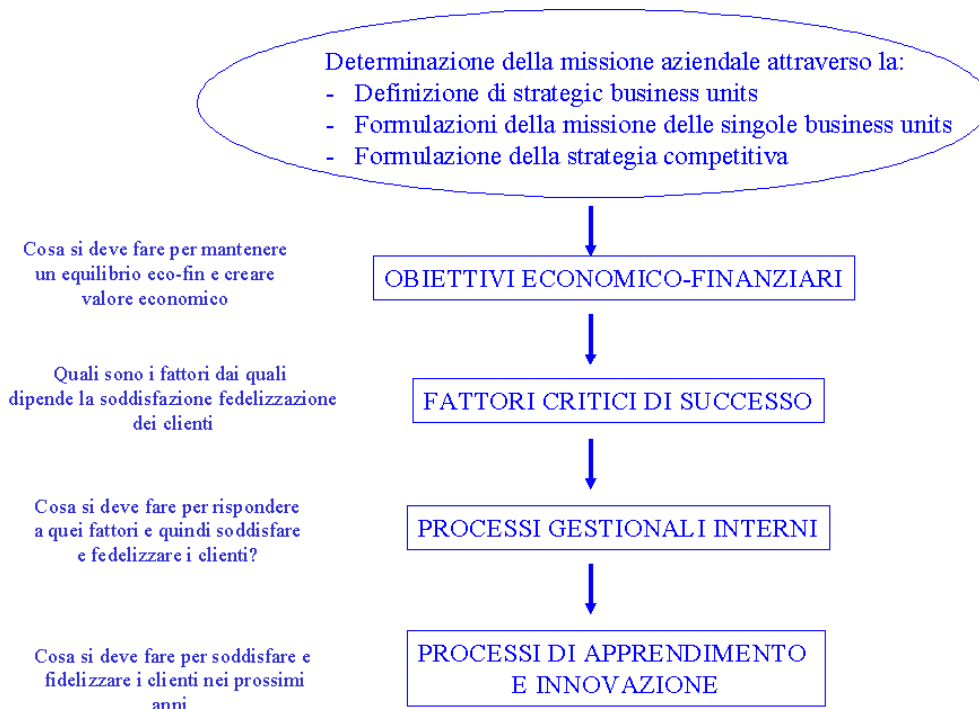 Determinazione della missione aziendale attraverso la:
- Definizione di strategic business units
- Formulazioni della missione delle singole business units
- Formulazione della strategia competitiva
Cosa si deve fare per mantenere
un equilibrio eco-fin e creare
valore economico
OBIETTIVI ECONOMICO-FINANZIARI
Quali sono i fattori dai quali
dipende la soddisfazione fedelizzazione
dei clienti
FATTORI CRITICI DI SUCCESSO
Cosa si deve fare per rispondere
a quei fattori e quindi soddisfare
e fedelizzare i clienti?
PROCESSI GESTIONALI INTERNI
Cosa si deve fare per soddisfare e
fidelizzare i clienti nei prossimi
anni
PROCESSI DI APPRENDIMENTO
E INNOVAZIONE